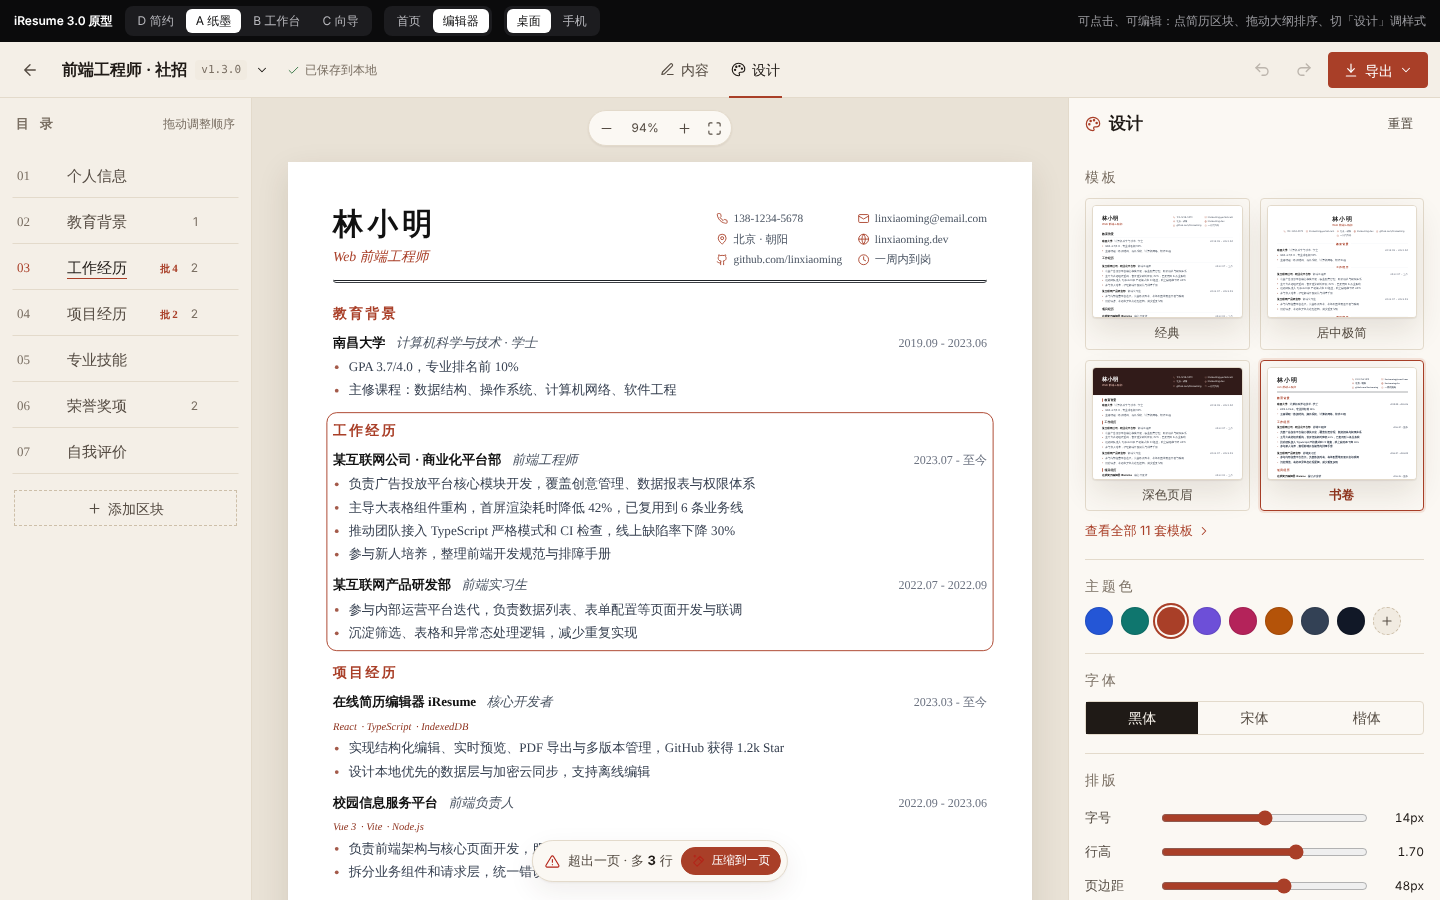 iResume 3.0 原型 D 简约 A 纸墨 B 工作台 C 向导 首页 编辑器 桌面 手机 可点击、可编辑：点简历区块、拖动大纲排序、切「设计」调样式
前端工程师 · 社招 v1.3.0 已保存到本地 内容 设计 导出
目 录 拖动调整顺序
01 个人信息
02 教育背景 1
03 工作经历 批 4 2
04 项目经历 批 2 2
05 专业技能
06 荣誉奖项 2
07 自我评价
添加区块
94%
林小明
Web 前端工程师
138-1234-5678 linxiaoming@email.com
北京 · 朝阳 linxiaoming.dev
github.com/linxiaoming 一周内到岗
教育背景
南昌大学 计算机科学与技术 · 学士 2019.09 - 2023.06
• GPA 3.7/4.0，专业排名前 10%
• 主修课程：数据结构、操作系统、计算机网络、软件工程
工作经历
某互联网公司 · 商业化平台部 前端工程师 2023.07 - 至今
• 负责广告投放平台核心模块开发，覆盖创意管理、数据报表与权限体系
• 主导大表格组件重构，首屏渲染耗时降低 42%，已复用到 6 条业务线
• 推动团队接入 TypeScript 严格模式和 CI 检查，线上缺陷率下降 30%
• 参与新人培养，整理前端开发规范与排障手册
某互联网产品研发部 前端实习生 2022.07 - 2022.09
• 参与内部运营平台迭代，负责数据列表、表单配置等页面开发与联调
• 沉淀筛选、表格和异常态处理逻辑，减少重复实现
项目经历
在线简历编辑器 iResume 核心开发者 2023.03 - 至今
React · TypeScript · IndexedDB
• 实现结构化编辑、实时预览、PDF 导出与多版本管理，GitHub 获得 1.2k Star
• 设计本地优先的数据层与加密云同步，支持离线编辑
校园信息服务平台 前端负责人 2022.09 - 2023.06
Vue 3 · Vite · Node.js
• 负责前端架构与核心页面开发，
• 拆分业务组件和请求层，统一错
超出一页 · 多 3 行 压缩到一页
设计 重置
模板
林小明 林小明
经典 居中极简
林小明 林小明
深色页眉 书卷
查看全部 11 套模板
主题色
字体
黑体 宋体 楷体
排版
字号 14px
行高 1.70
页边距 48px